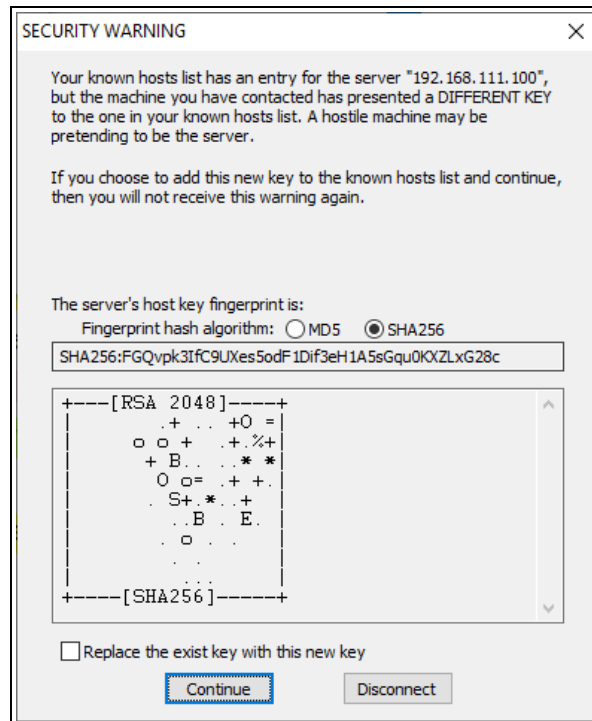 SECURITY WARNING
Your known hosts list has an entry for the server "192.168.111.100",
but the machine you have contacted has presented a DIFFERENT KEY
to the one in your known hosts list. A hostile machine may be
pretending to be the server.
If you choose to add this new key to the known hosts list and continue,
then you will not receive this warning again.
The server's host key fingerprint is:
Fingerprint hash algorithm: MD5 SHA256
SHA256:FGQvpk3IfC9UXes5odF1Dif3eH1A5sGqu0KXZLxG28c
+---[RSA 2048]----+
|      .+ .. +O =|
|    o o +  .+.%+|
|     + B.. ..* *|
|      O o= .+ +.|
|     . S+.*..+  |
|       ..B . E. |
|      . o . .   |
|       . .      |
|        ...     |
+----[SHA256]-----+
Replace the exist key with this new key
Continue Disconnect